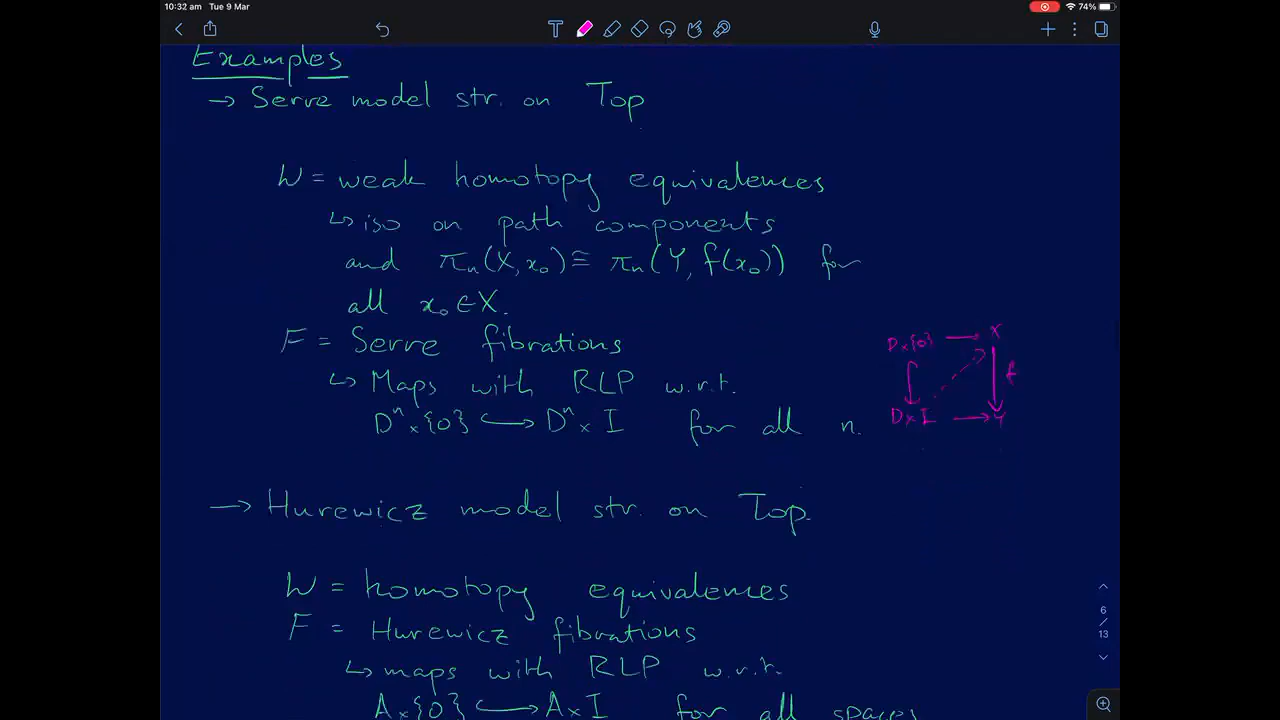 10:32 am Tue 9 Mar
74%
Examples
→ Serre model str. on Top
W = weak homotopy equivalences
↪ iso on path components
and πn(X, x₀) ≅ πn(Y, f(x₀)) for
all x₀ ∈ X.
F = Serre fibrations
↪ Maps with RLP w.r.t.
Dⁿ × {0} ↪ Dⁿ × I for all n.
D×{0} → X
f
D×I → Y
→ Hurewicz model str. on Top.
W = homotopy equivalences
F = Hurewicz fibrations
↪ maps with RLP w.r.t.
A × {0} ↪ A × I for all spaces
6
/
13